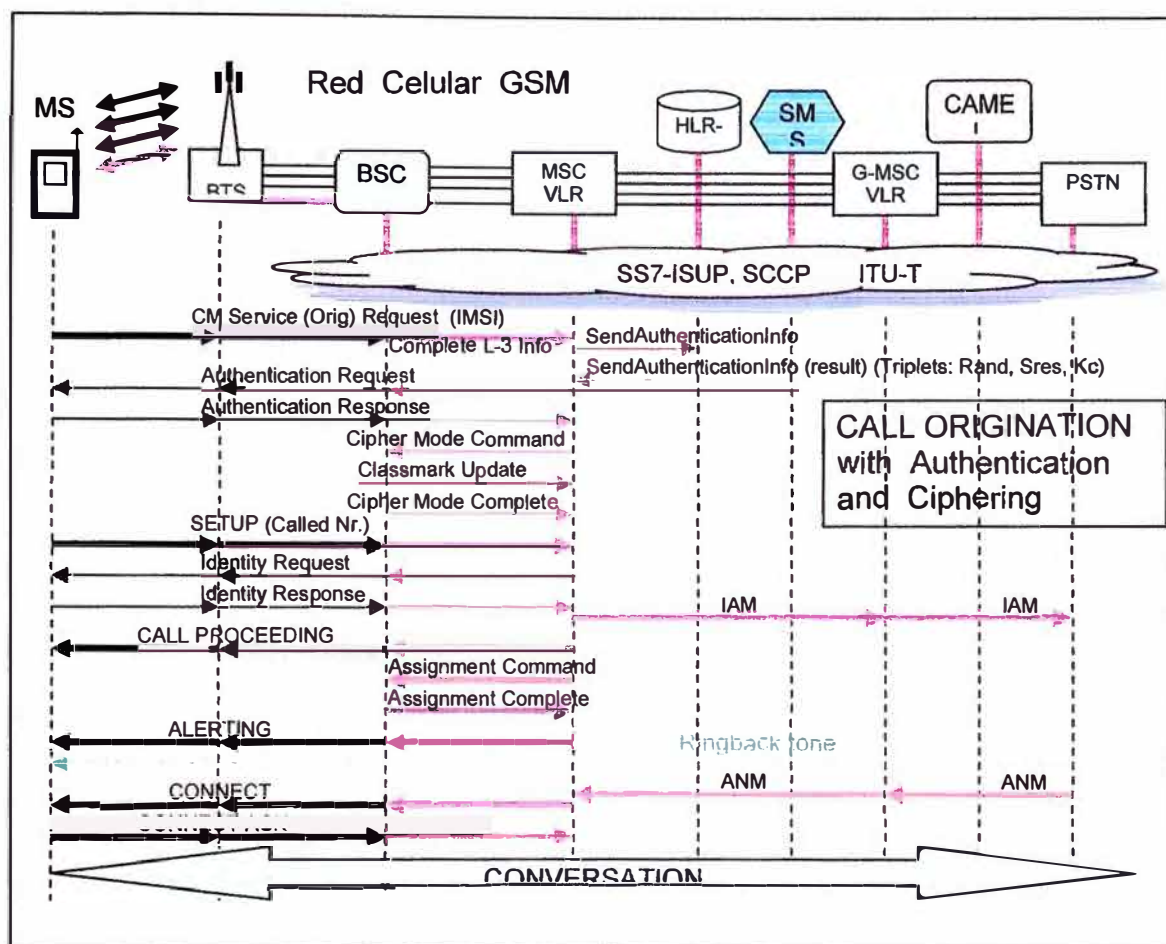 Red Celular GSM
MS
BTS
BSC
MSC
VLR
HLR-
SM
S
G-MSC
VLR
CAME
PSTN
SS7-ISUP, SCCP ITU-T
CM Service (Orig) Request (IMSI)
Complete L-3 Info
SendAuthenticationInfo
SendAuthenticationInfo (result) (Triplets: Rand, Sres, Kc)
Authentication Request
Authentication Response
Cipher Mode Command
Classmark Update
Cipher Mode Complete
CALL ORIGINATION
with Authentication
and Ciphering
SETUP (Called Nr.)
Identity Request
Identity Response
IAM
IAM
CALL PROCEEDING
Assignment Command
Assignment Complete
ALERTING
Ringback tone
CONNECT
ANM
ANM
CONNECT ACK
CONVERSATION